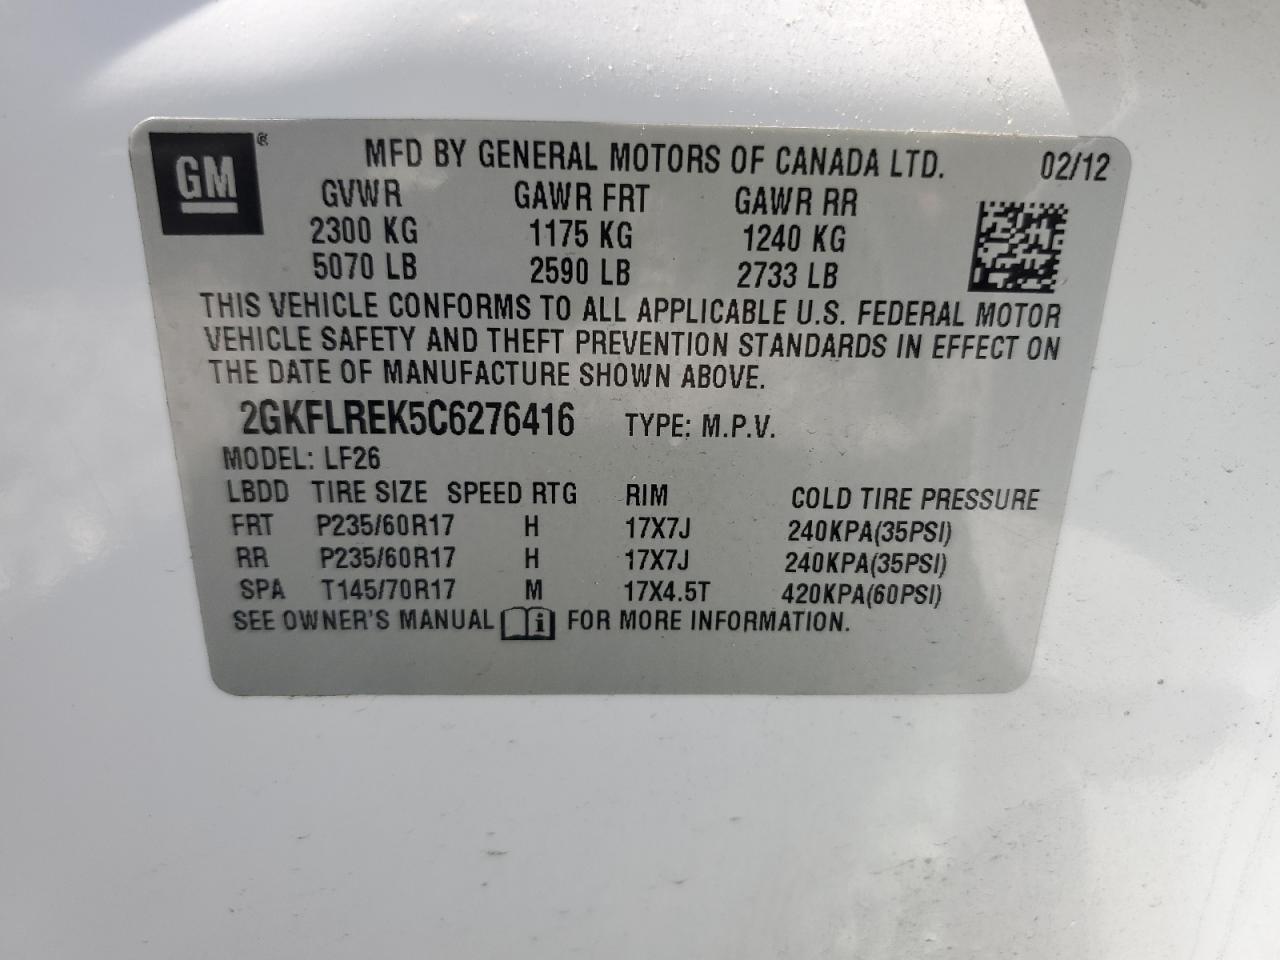 GM® MFD BY GENERAL MOTORS OF CANADA LTD. 02/12
GVWR GAWR FRT GAWR RR
2300 KG 1175 KG 1240 KG
5070 LB 2590 LB 2733 LB
THIS VEHICLE CONFORMS TO ALL APPLICABLE U.S. FEDERAL MOTOR
VEHICLE SAFETY AND THEFT PREVENTION STANDARDS IN EFFECT ON
THE DATE OF MANUFACTURE SHOWN ABOVE.
2GKFLREK5C6276416 TYPE: M.P.V.
MODEL: LF26
LBDD TIRE SIZE SPEED RTG RIM COLD TIRE PRESSURE
FRT P235/60R17 H 17X7J 240KPA(35PSI)
RR P235/60R17 H 17X7J 240KPA(35PSI)
SPA T145/70R17 M 17X4.5T 420KPA(60PSI)
SEE OWNER'S MANUAL i FOR MORE INFORMATION.